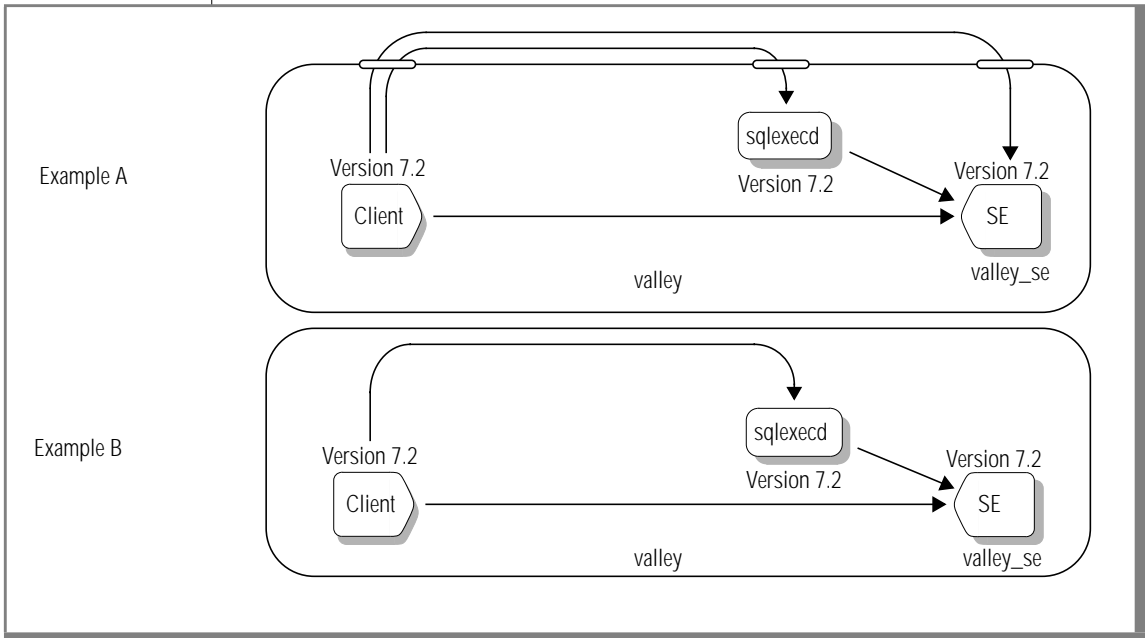 Example A
Version 7.2
Client
sqlexecd
Version 7.2
Version 7.2
SE
valley_se
valley
Example B
Version 7.2
Client
sqlexecd
Version 7.2
Version 7.2
SE
valley_se
valley